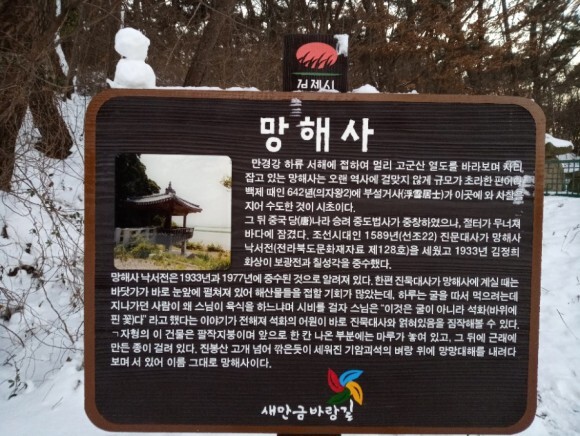 김제시
망해사
만경강 하류 서해에 접하여 멀리 고군산 열도를 바라보며 자리
잡고 있는 망해사는 오랜 역사에 걸맞지 않게 규모가 초라한 편이다.
백제 때인 642년(의자왕2)에 부설거사(浮雪居士)가 이곳에 와 사찰을
지어 수도한 것이 시초이다.
그 뒤 중국 당(唐)나라 승려 중도법사가 중창하였으나, 절터가 무너져
바다에 잠겼다. 조선시대인 1589년(선조22) 진문대사가 망해사
낙서전(전라북도문화재자료 제128호)을 세웠고 1933년 김정희
화상이 보광전과 칠성각을 중수했다.
망해사 낙서전은 1933년과 1977년에 중수된 것으로 알려져 있다. 한편 진묵대사가 망해사에 계실 때는
바닷가가 바로 눈앞에 펼쳐져 있어 해산물들을 접할 기회가 많았는데, 하루는 굴을 따서 먹으려는데
지나가던 사람이 왜 스님이 육식을 하느냐며 시비를 걸자 스님은 “이것은 굴이 아니라 석화(바위에
핀 꽃)다” 라고 했다는 이야기가 전해져 석화의 어원이 바로 진묵대사와 얽혀있음을 짐작해볼 수 있다.
ㄱ자형의 이 건물은 팔작지붕이며 앞으로 한 칸 나온 부분에는 마루가 놓여 있고, 그 뒤에 근래에
만든 종이 걸려 있다. 진봉산 고개 넘어 깎은듯이 세워진 기암괴석의 벼랑 위에 망망대해를 내려다
보며 서 있어 이름 그대로 망해사이다.
새만금바람길